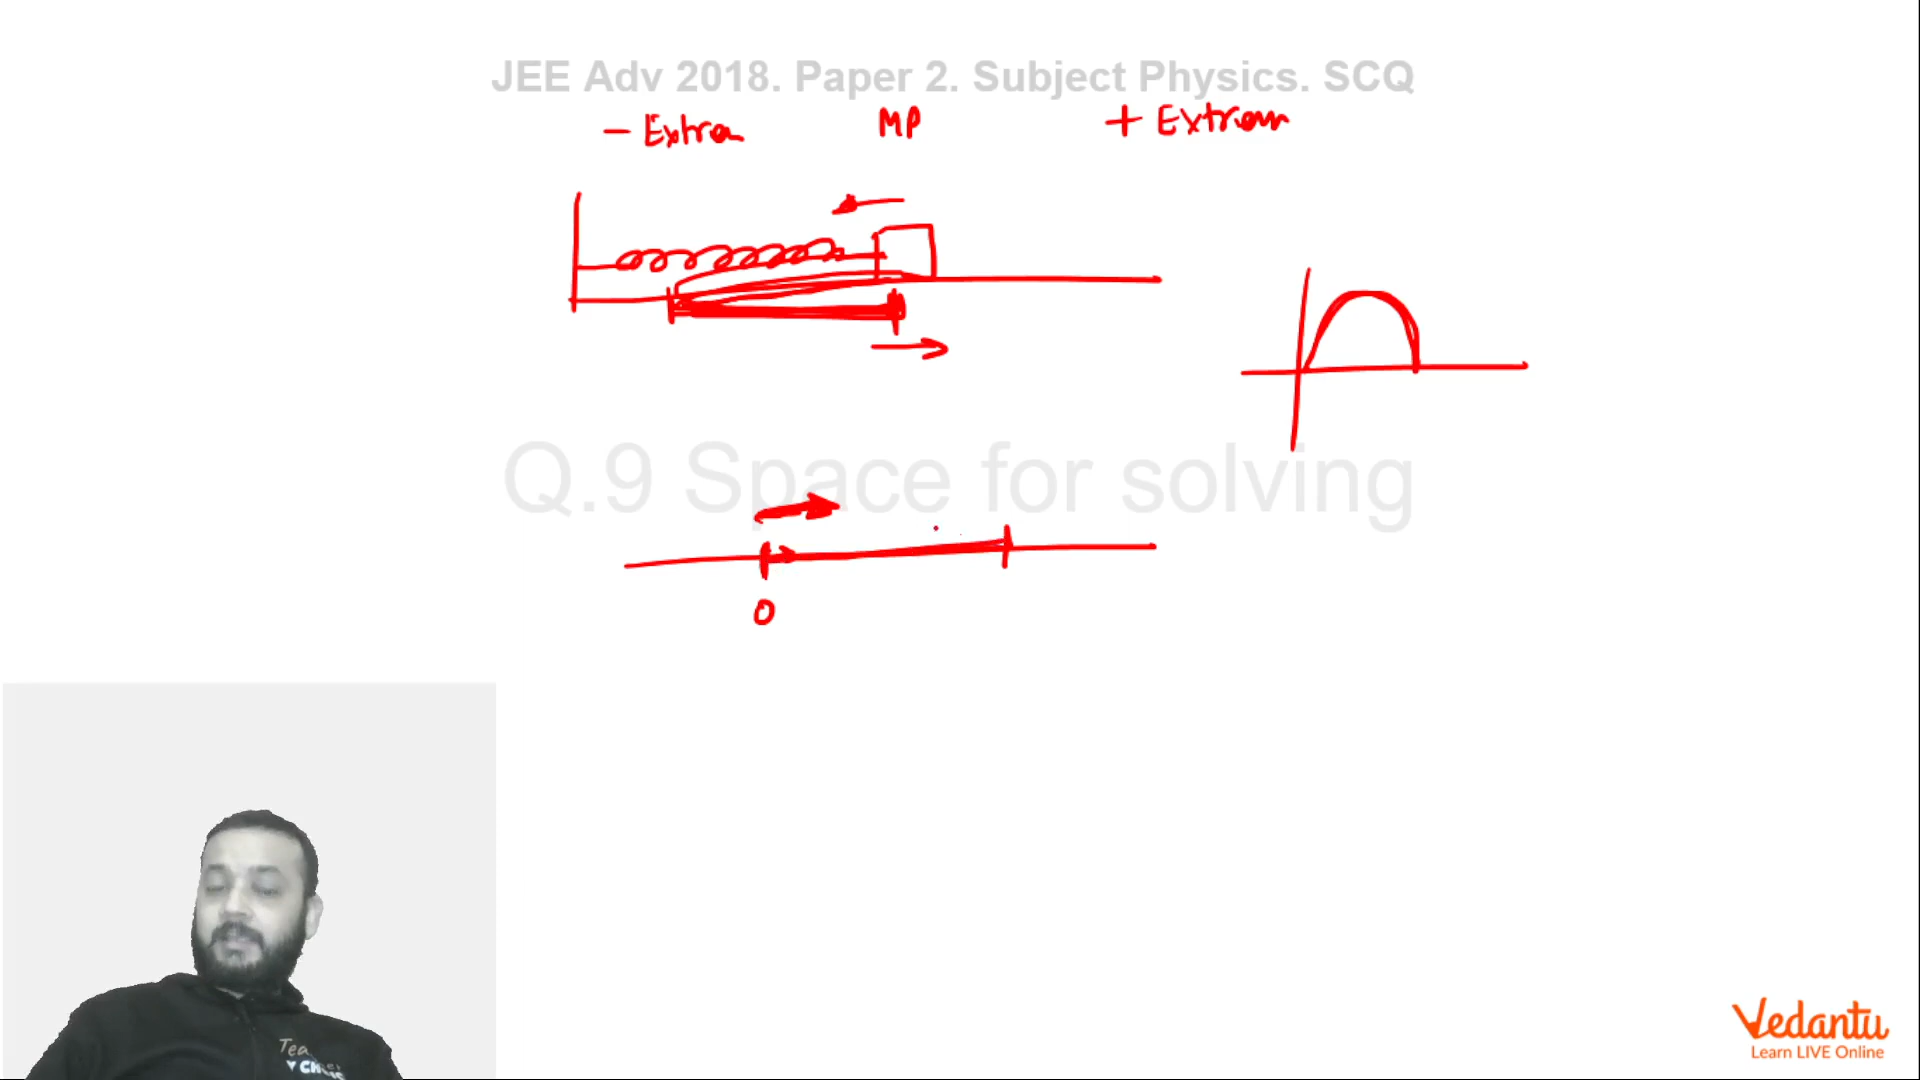 JEE Adv 2018. Paper 2. Subject Physics. SCQ
- Extre MP + Extrem
Q.9 Space for solving
0
Vedantu
Learn LIVE Online